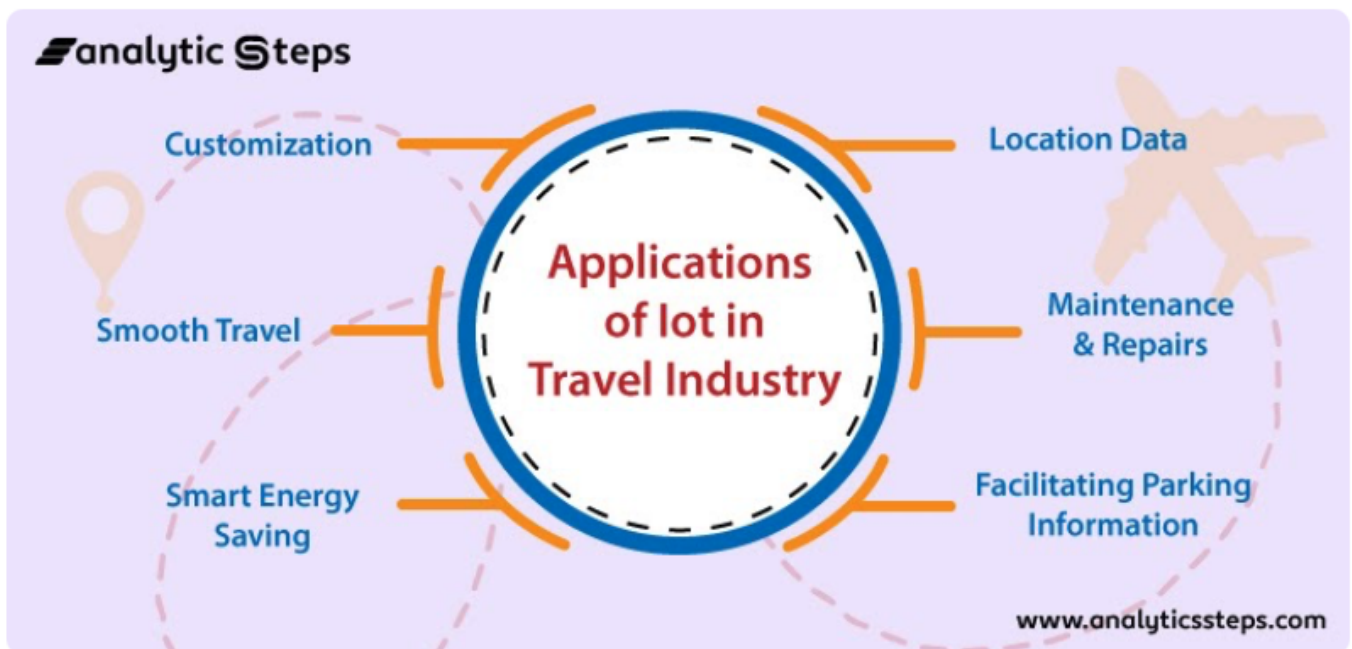 analytic Steps
Customization
Location Data
Applications
of Iot in
Travel Industry
Smooth Travel
Maintenance
& Repairs
Smart Energy
Saving
Facilitating Parking
Information
www.analyticssteps.com